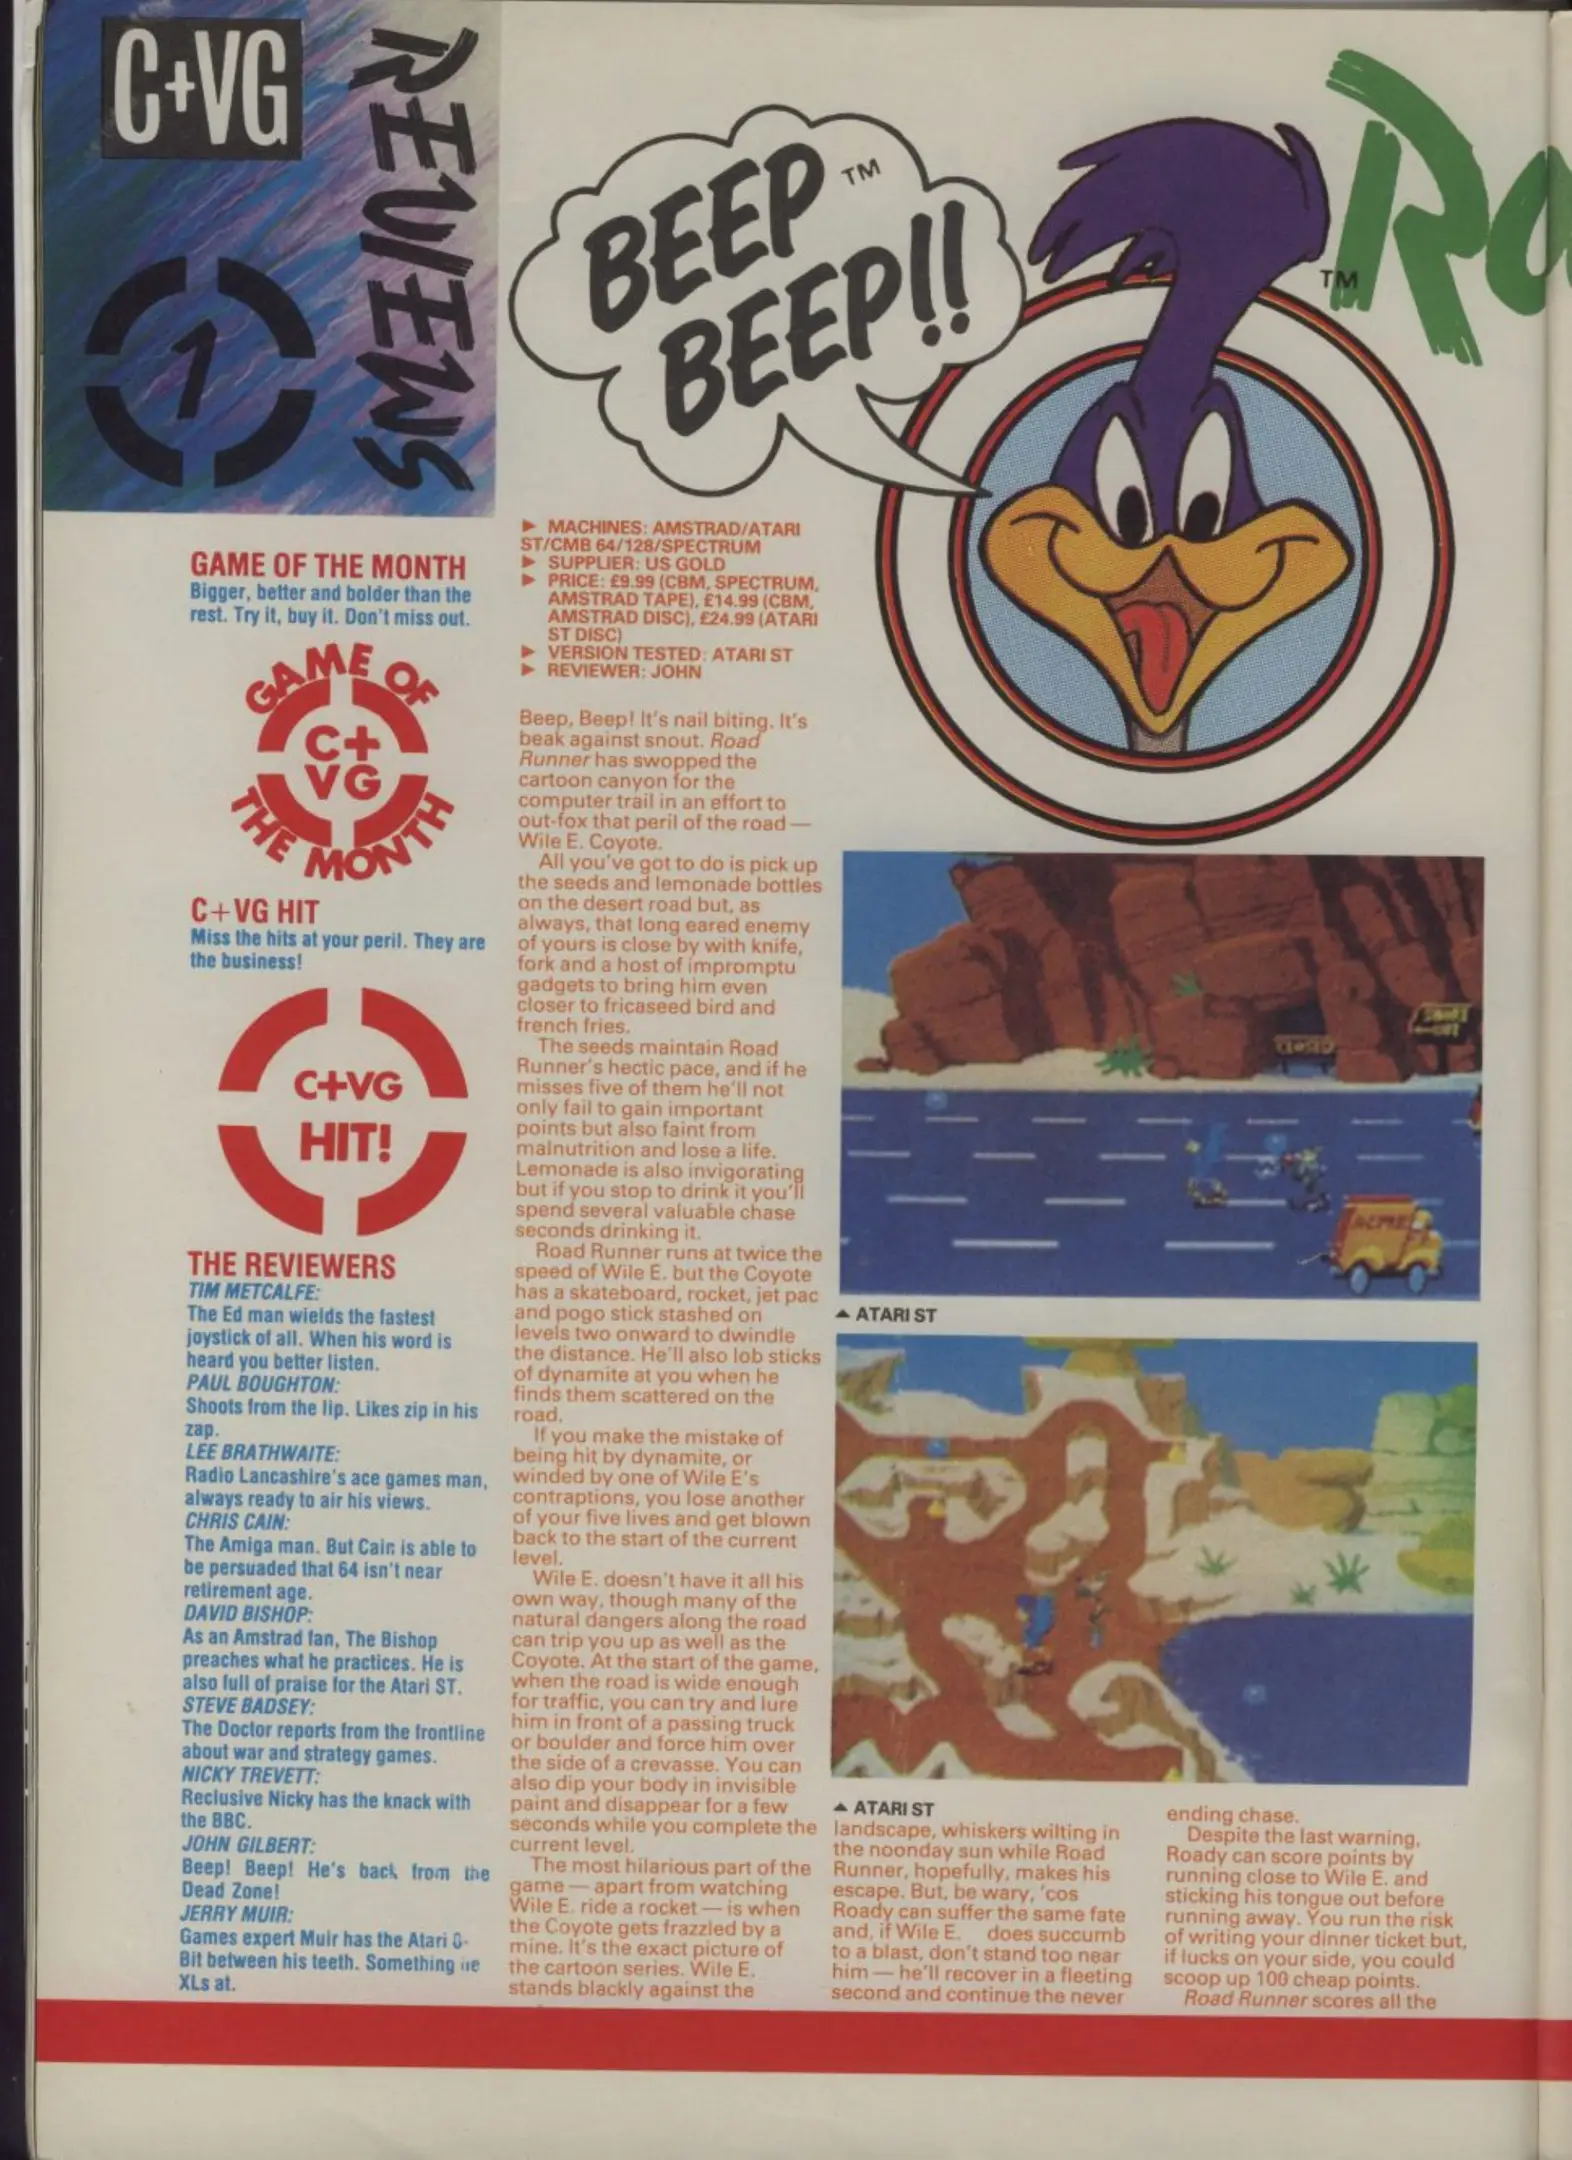 C+VG
REVIEWS
1
GAME OF THE MONTH
Bigger, better and bolder than the
rest. Try it, buy it. Don't miss out.
GAME OF
C+
VG
THE MONTH
C+VG HIT
Miss the hits at your peril. They are
the business!
C+VG
HIT!
THE REVIEWERS
TIM METCALFE:
The Ed man wields the fastest
joystick of all. When his word is
heard you better listen.
PAUL BOUGHTON:
Shoots from the lip. Likes zip in his
zap.
LEE BRATHWAITE:
Radio Lancashire's ace games man,
always ready to air his views.
CHRIS CAIN:
The Amiga man. But Cain is able to
be persuaded that 64 isn't near
retirement age.
DAVID BISHOP:
As an Amstrad fan, The Bishop
preaches what he practices. He is
also full of praise for the Atari ST.
STEVE BADSEY:
The Doctor reports from the frontline
about war and strategy games.
NICKY TREVETT:
Reclusive Nicky has the knack with
the BBC.
JOHN GILBERT:
Beep! Beep! He's back from the
Dead Zone!
JERRY MUIR:
Games expert Muir has the Atari 8-
Bit between his teeth. Something he
XLs at.
BEEP TM
BEEP!!
TM
Ro
► MACHINES: AMSTRAD/ATARI
ST/CMB 64/128/SPECTRUM
► SUPPLIER: US GOLD
► PRICE: £9.99 (CBM, SPECTRUM,
AMSTRAD TAPE), £14.99 (CBM,
AMSTRAD DISC), £24.99 (ATARI
ST DISC)
► VERSION TESTED: ATARI ST
► REVIEWER: JOHN
Beep, Beep! It's nail biting. It's
beak against snout. Road
Runner has swopped the
cartoon canyon for the
computer trail in an effort to
out-fox that peril of the road —
Wile E. Coyote.
All you've got to do is pick up
the seeds and lemonade bottles
on the desert road but, as
always, that long eared enemy
of yours is close by with knife,
fork and a host of impromptu
gadgets to bring him even
closer to fricaseed bird and
french fries.
The seeds maintain Road
Runner's hectic pace, and if he
misses five of them he'll not
only fail to gain important
points but also faint from
malnutrition and lose a life.
Lemonade is also invigorating
but if you stop to drink it you'll
spend several valuable chase
seconds drinking it.
Road Runner runs at twice the
speed of Wile E. but the Coyote
has a skateboard, rocket, jet pac
and pogo stick stashed on
levels two onward to dwindle
the distance. He'll also lob sticks
of dynamite at you when he
finds them scattered on the
road.
If you make the mistake of
being hit by dynamite, or
winded by one of Wile E's
contraptions, you lose another
of your five lives and get blown
back to the start of the current
level.
Wile E. doesn't have it all his
own way, though many of the
natural dangers along the road
can trip you up as well as the
Coyote. At the start of the game,
when the road is wide enough
for traffic, you can try and lure
him in front of a passing truck
or boulder and force him over
the side of a crevasse. You can
also dip your body in invisible
paint and disappear for a few
seconds while you complete the
current level.
The most hilarious part of the
game — apart from watching
Wile E. ride a rocket — is when
the Coyote gets frazzled by a
mine. It's the exact picture of
the cartoon series. Wile E.
stands blackly against the
ACME
▲ ATARI ST
▲ ATARI ST
landscape, whiskers wilting in
the noonday sun while Road
Runner, hopefully, makes his
escape. But, be wary, 'cos
Roady can suffer the same fate
and, if Wile E. does succumb
to a blast, don't stand too near
him — he'll recover in a fleeting
second and continue the never
ending chase.
Despite the last warning,
Roady can score points by
running close to Wile E. and
sticking his tongue out before
running away. You run the risk
of writing your dinner ticket but,
if lucks on your side, you could
scoop up 100 cheap points.
Road Runner scores all the